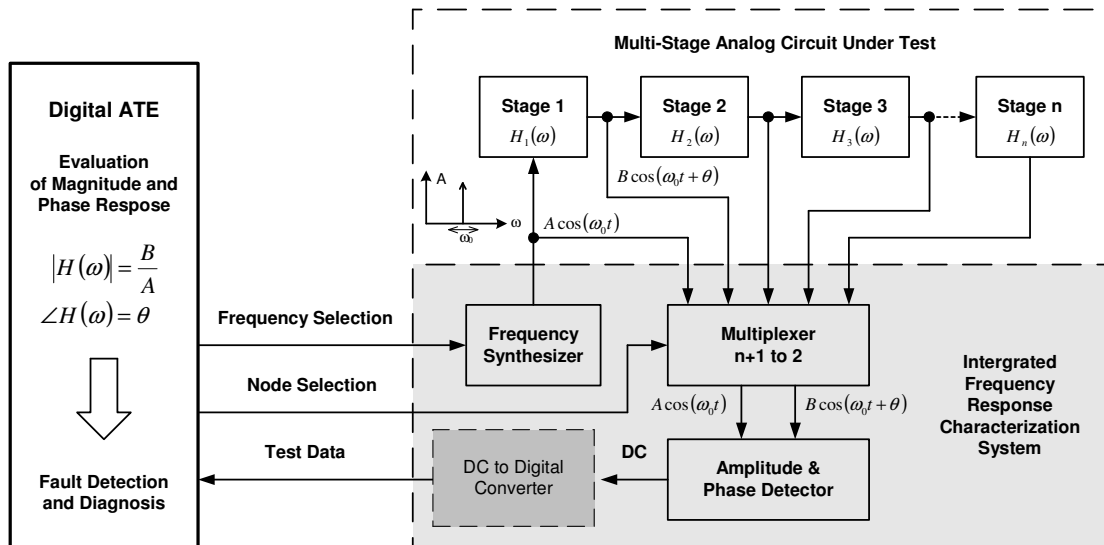 Digital ATE
Evaluation
of Magnitude and
Phase Respose
|H(ω)| = B/A
∠H(ω) = θ
Fault Detection
and Diagnosis
Frequency Selection
Node Selection
Test Data
Multi-Stage Analog Circuit Under Test
Stage 1
H₁(ω)
Stage 2
H₂(ω)
Stage 3
H₃(ω)
Stage n
Hₙ(ω)
A
ω
ω₀
A cos(ω₀t)
B cos(ω₀t + θ)
Frequency
Synthesizer
Multiplexer
n+1 to 2
A cos(ω₀t)
B cos(ω₀t + θ)
DC to Digital
Converter
DC
Amplitude &
Phase Detector
Intergrated
Frequency
Response
Characterization
System